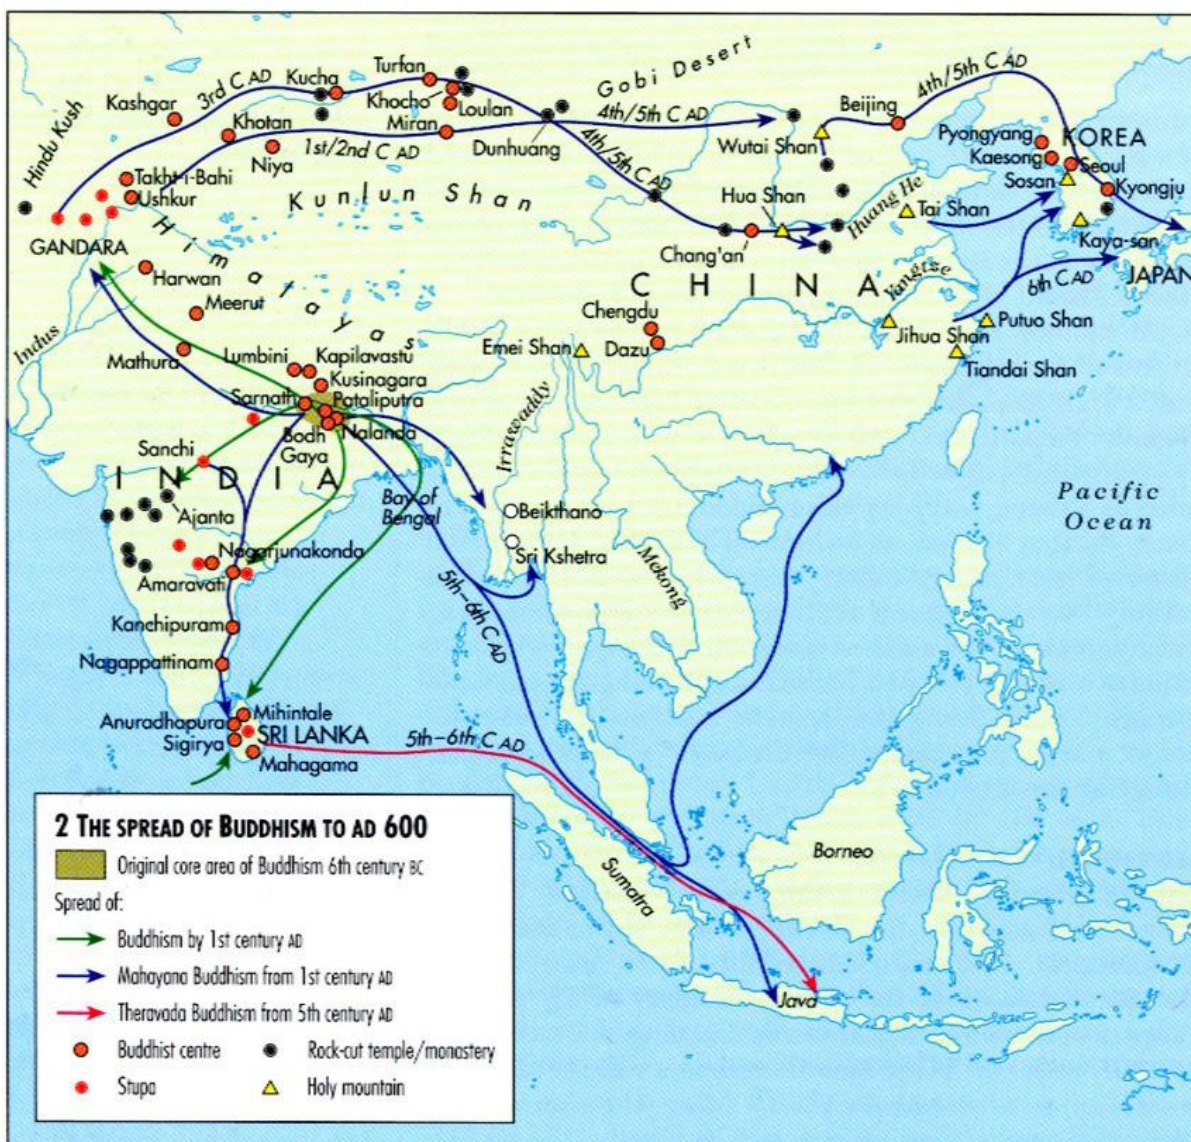 Gobi Desert
Turfan
Kucha
3rd C AD
Khocho
Loulan
Kashgar
4th/5th C AD
4th/5th C AD
Beijing
Hindu Kush
Khotan
Miran
Dunhuang
Wutai Shan
Pyongyang
KOREA
Niya
1st/2nd C AD
4th/5th C AD
Kaesong
Seoul
Takht-i-Bahi
Ushkur
Kunlun Shan
Hua Shan
Huang He
Sosan
Kyongju
Tai Shan
GANDARA
Himalayas
Chang'an
Kaya-san
Harwan
CHINA
Yangtse
6th C AD
JAPAN
Meerut
Chengdu
Indus
Mathura
Lumbini
Kapilavastu
Emei Shan
Dazu
Jihua Shan
Putuo Shan
Kusinagara
Tiandai Shan
Sarnath
Pataliputra
Irrawaddy
Bodh
Gaya
Nalanda
Sanchi
INDIA
Bay of
Bengal
Pacific
Ocean
Ajanta
Beikthano
Nagarjunakonda
Sri Kshetra
Mekong
Amaravati
5th–6th C AD
Kanchipuram
Nagappattinam
Anuradhapura
Mihintale
SRI LANKA
Sigirya
5th–6th C AD
Mahagama
Borneo
Sumatra
Java
2 THE SPREAD OF BUDDHISM TO AD 600
Original core area of Buddhism 6th century BC
Spread of:
Buddhism by 1st century AD
Mahayana Buddhism from 1st century AD
Theravada Buddhism from 5th century AD
Buddhist centre
Rock-cut temple/monastery
Stupa
Holy mountain